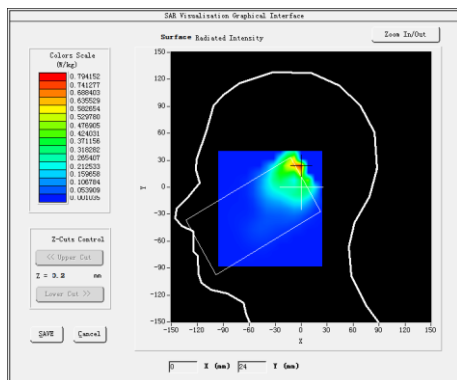 SAR Visualisation Graphical Interface
Surface Radiated Intensity
Zoom In/Out
Colors Scale
(W/kg)
0.794152
0.741277
0.688403
0.635529
0.582654
0.529780
0.476905
0.424031
0.371156
0.318282
0.265407
0.212533
0.159658
0.106784
0.053909
0.001035
150
120
90
60
30
0
-30
-60
-90
-120
-150
Y
-150 -120 -90 -60 -30 0 30 60 90 120 150
X
Z-Cuts Control
<< Upper Cut
Z = 3.2 mm
Lower Cut >>
SAVE Cancel
0 X (mm) 24 Y (mm)